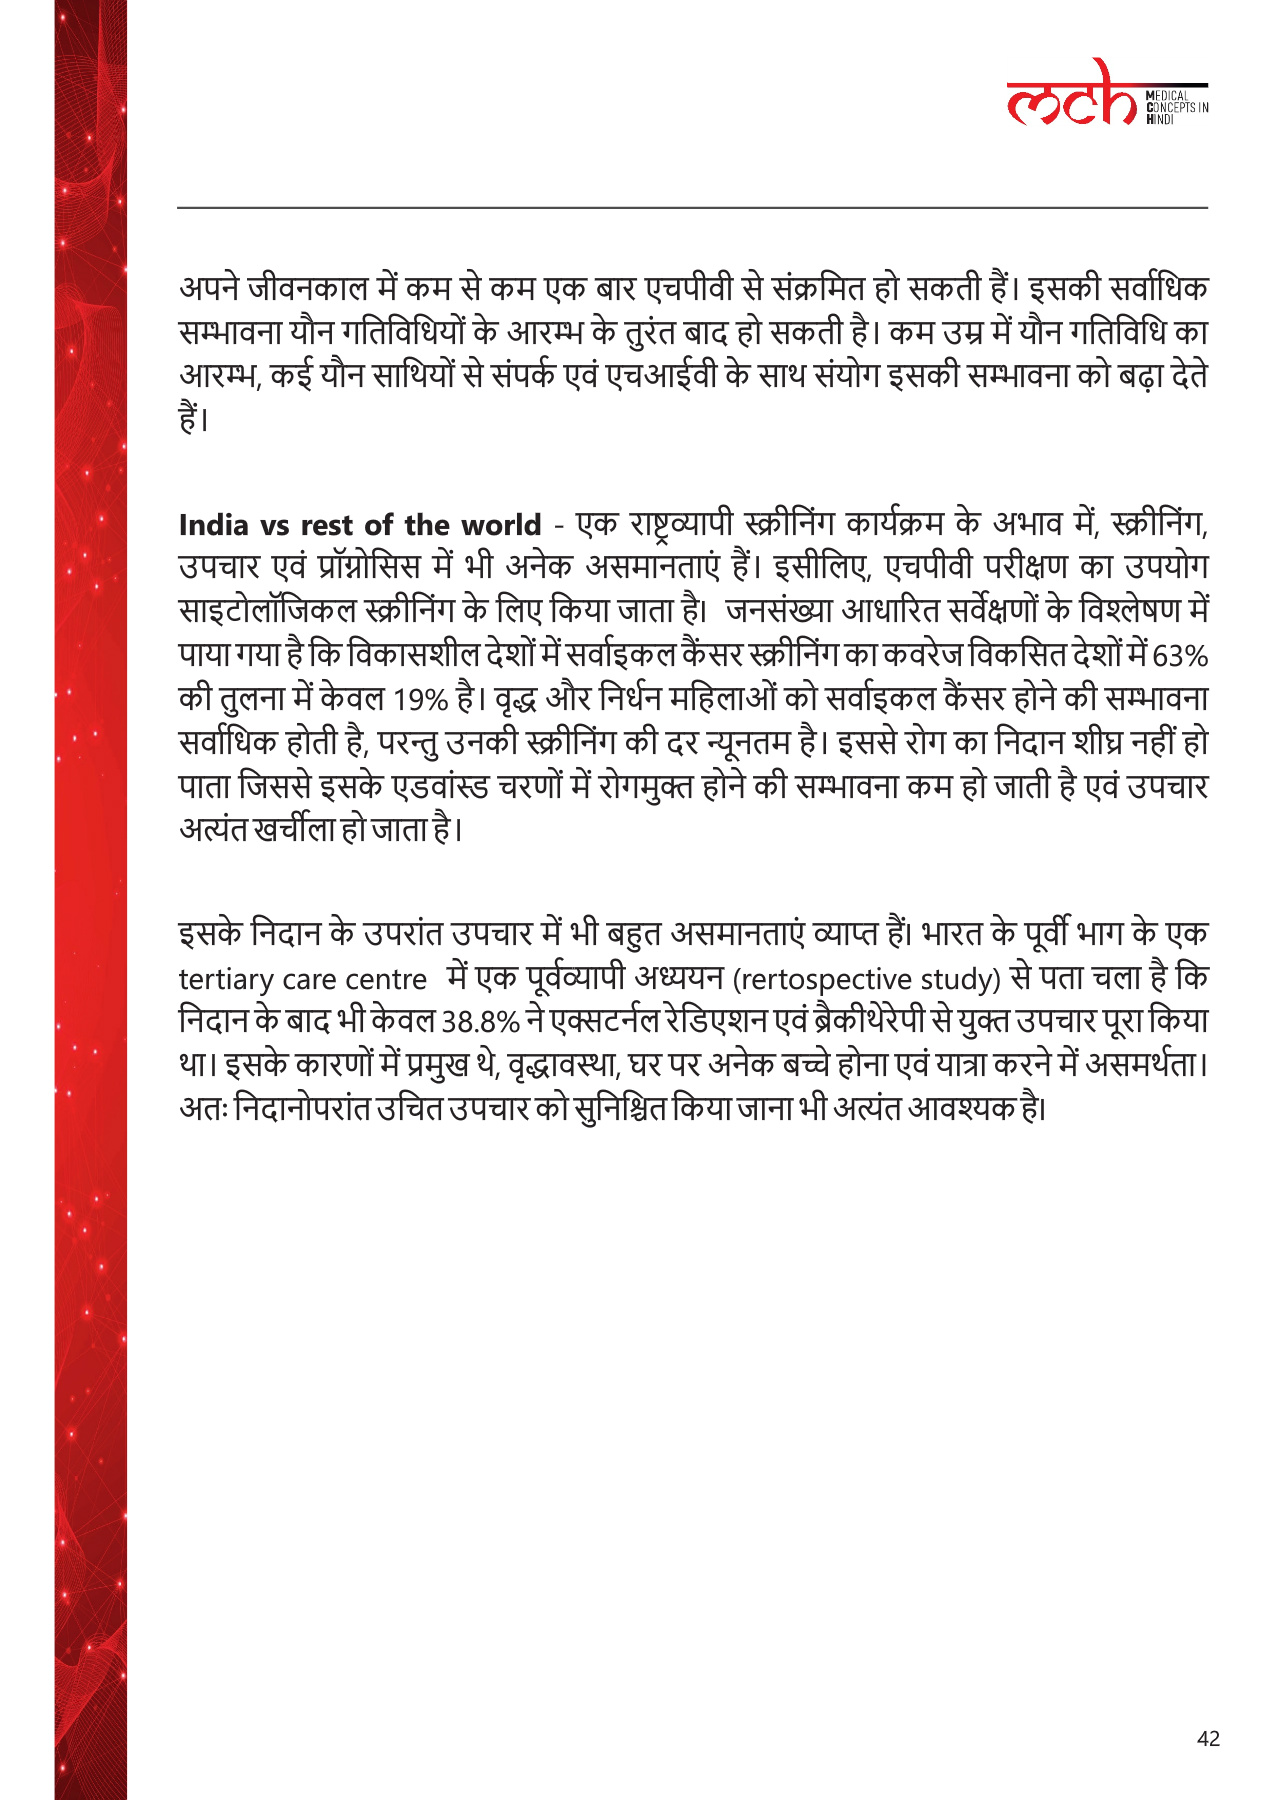 mch MEDICAL
CONCEPTS IN
HINDI
अपने जीवनकाल में कम से कम एक बार एचपीवी से संक्रमित हो सकती हैं। इसकी सर्वाधिक
सम्भावना यौन गतिविधियों के आरम्भ के तुरंत बाद हो सकती है। कम उम्र में यौन गतिविधि का
आरम्भ, कई यौन साथियों से संपर्क एवं एचआईवी के साथ संयोग इसकी सम्भावना को बढ़ा देते
हैं।
India vs rest of the world - एक राष्ट्रव्यापी स्क्रीनिंग कार्यक्रम के अभाव में, स्क्रीनिंग,
उपचार एवं प्रॉग्नोसिस में भी अनेक असमानताएं हैं। इसीलिए, एचपीवी परीक्षण का उपयोग
साइटोलॉजिकल स्क्रीनिंग के लिए किया जाता है। जनसंख्या आधारित सर्वेक्षणों के विश्लेषण में
पाया गया है कि विकासशील देशों में सर्वाइकल कैंसर स्क्रीनिंग का कवरेज विकसित देशों में 63%
की तुलना में केवल 19% है। वृद्ध और निर्धन महिलाओं को सर्वाइकल कैंसर होने की सम्भावना
सर्वाधिक होती है, परन्तु उनकी स्क्रीनिंग की दर न्यूनतम है। इससे रोग का निदान शीघ्र नहीं हो
पाता जिससे इसके एडवांस्ड चरणों में रोगमुक्त होने की सम्भावना कम हो जाती है एवं उपचार
अत्यंत खर्चीला हो जाता है।
इसके निदान के उपरांत उपचार में भी बहुत असमानताएं व्याप्त हैं। भारत के पूर्वी भाग के एक
tertiary care centre में एक पूर्वव्यापी अध्ययन (rertospective study) से पता चला है कि
निदान के बाद भी केवल 38.8% ने एक्सटर्नल रेडिएशन एवं ब्रैकीथेरेपी से युक्त उपचार पूरा किया
था। इसके कारणों में प्रमुख थे, वृद्धावस्था, घर पर अनेक बच्चे होना एवं यात्रा करने में असमर्थता।
अतः निदानोपरांत उचित उपचार को सुनिश्चित किया जाना भी अत्यंत आवश्यक है।
42